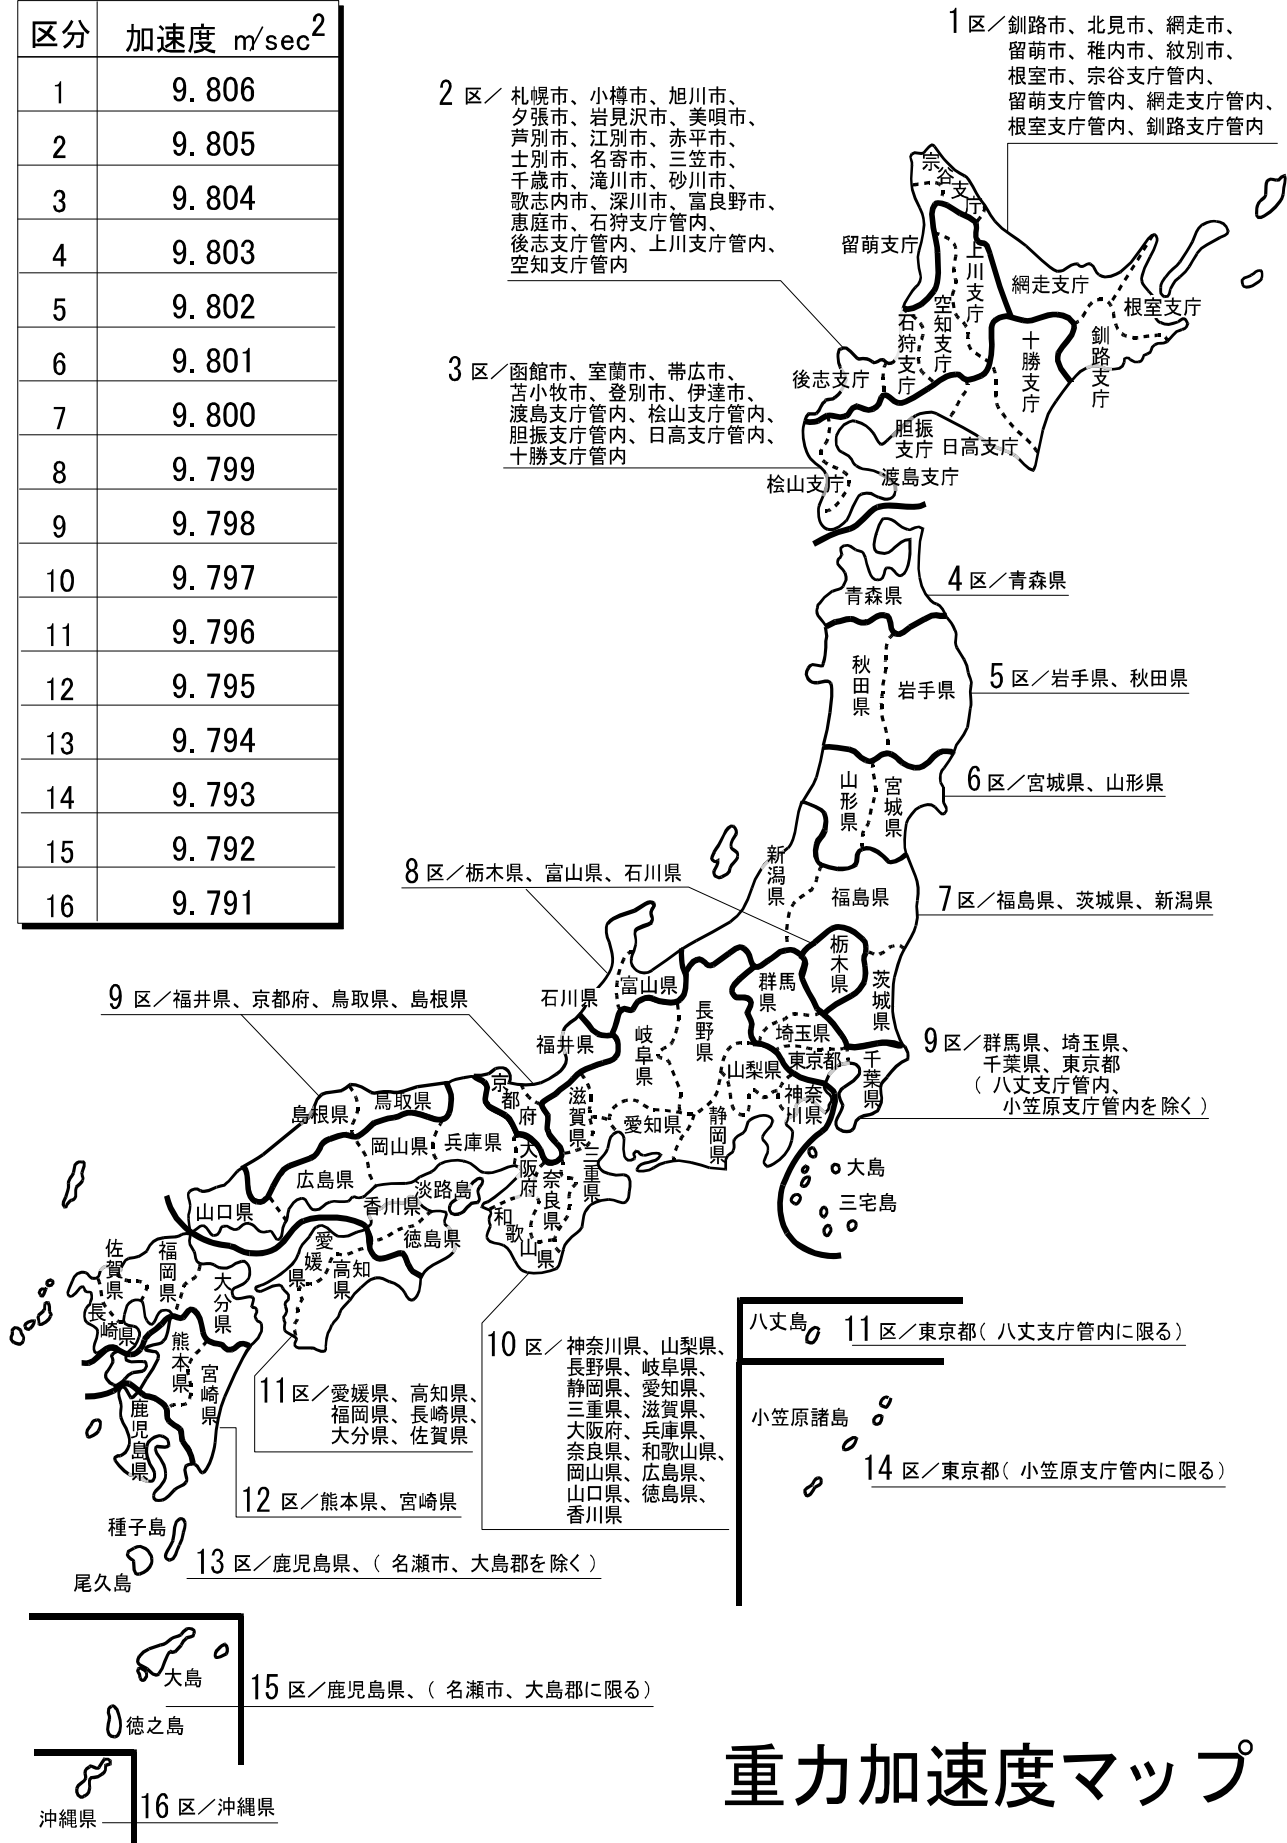 区分 加速度 m/sec²
1 9.806
2 9.805
3 9.804
4 9.803
5 9.802
6 9.801
7 9.800
8 9.799
9 9.798
10 9.797
11 9.796
12 9.795
13 9.794
14 9.793
15 9.792
16 9.791
1 区／釧路市、北見市、網走市、
留萌市、稚内市、紋別市、
根室市、宗谷支庁管内、
留萌支庁管内、網走支庁管内、
根室支庁管内、釧路支庁管内
2 区／札幌市、小樽市、旭川市、
夕張市、岩見沢市、美唄市、
芦別市、江別市、赤平市、
士別市、名寄市、三笠市、
千歳市、滝川市、砂川市、
歌志内市、深川市、富良野市、
恵庭市、石狩支庁管内、
後志支庁管内、上川支庁管内、
空知支庁管内
3 区／函館市、室蘭市、帯広市、
苫小牧市、登別市、伊達市、
渡島支庁管内、桧山支庁管内、
胆振支庁管内、日高支庁管内、
十勝支庁管内
宗谷支庁
留萌支庁
上川支庁
網走支庁
根室支庁
空知支庁
石狩支庁
釧路支庁
十勝支庁
後志支庁
胆振
支庁
日高支庁
桧山支庁
渡島支庁
青森県
4 区／青森県
秋田県
岩手県
5 区／岩手県、秋田県
山形県
宮城県
6 区／宮城県、山形県
新潟県
福島県
7 区／福島県、茨城県、新潟県
8 区／栃木県、富山県、石川県
栃木県
茨城県
群馬
県
石川県
富山県
長野県
岐阜県
埼玉県
東京都
山梨県
神奈
川県
千葉県
9 区／福井県、京都府、鳥取県、島根県
9 区／群馬県、埼玉県、
千葉県、東京都
( 八丈支庁管内、
小笠原支庁管内を除く )
福井県
京都府
滋賀県
愛知県
静岡県
島根県
鳥取県
岡山県
兵庫県
大阪府
奈良県
三重県
広島県
淡路島
香川県
山口県
和歌山県
徳島県
大島
三宅島
佐賀県
福岡県
大分県
愛媛県
高知
県
長崎県
熊本県
宮崎県
鹿児島県
八丈島
11 区／東京都( 八丈支庁管内に限る )
小笠原諸島
14 区／東京都( 小笠原支庁管内に限る )
10 区／神奈川県、山梨県、
長野県、岐阜県、
静岡県、愛知県、
三重県、滋賀県、
大阪府、兵庫県、
奈良県、和歌山県、
岡山県、広島県、
山口県、徳島県、
香川県
11 区／愛媛県、高知県、
福岡県、長崎県、
大分県、佐賀県
12 区／熊本県、宮崎県
種子島
尾久島
13 区／鹿児島県、( 名瀬市、大島郡を除く )
大島
15 区／鹿児島県、( 名瀬市、大島郡に限る )
徳之島
沖縄県
16 区／沖縄県
重力加速度マップ